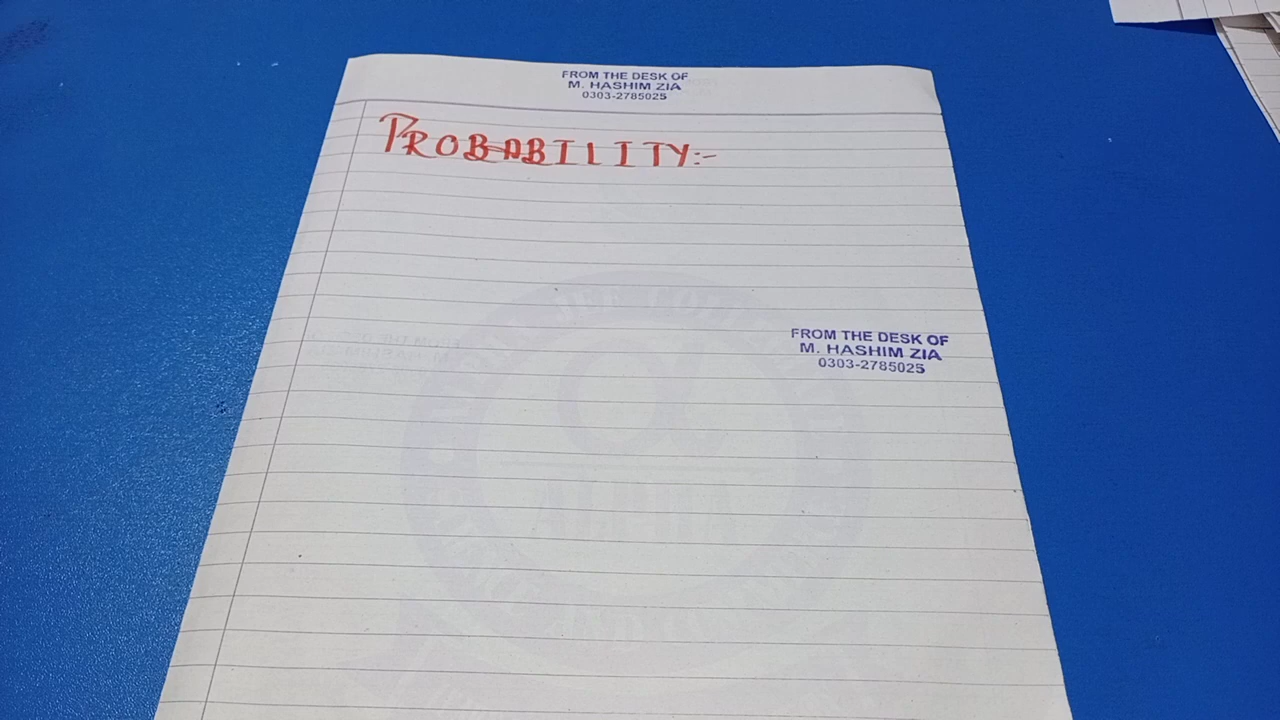 FROM THE DESK OF
M. HASHIM ZIA
0303-2785025
PROBABILITY:-
FROM THE DESK OF
M. HASHIM ZIA
0303-2785025